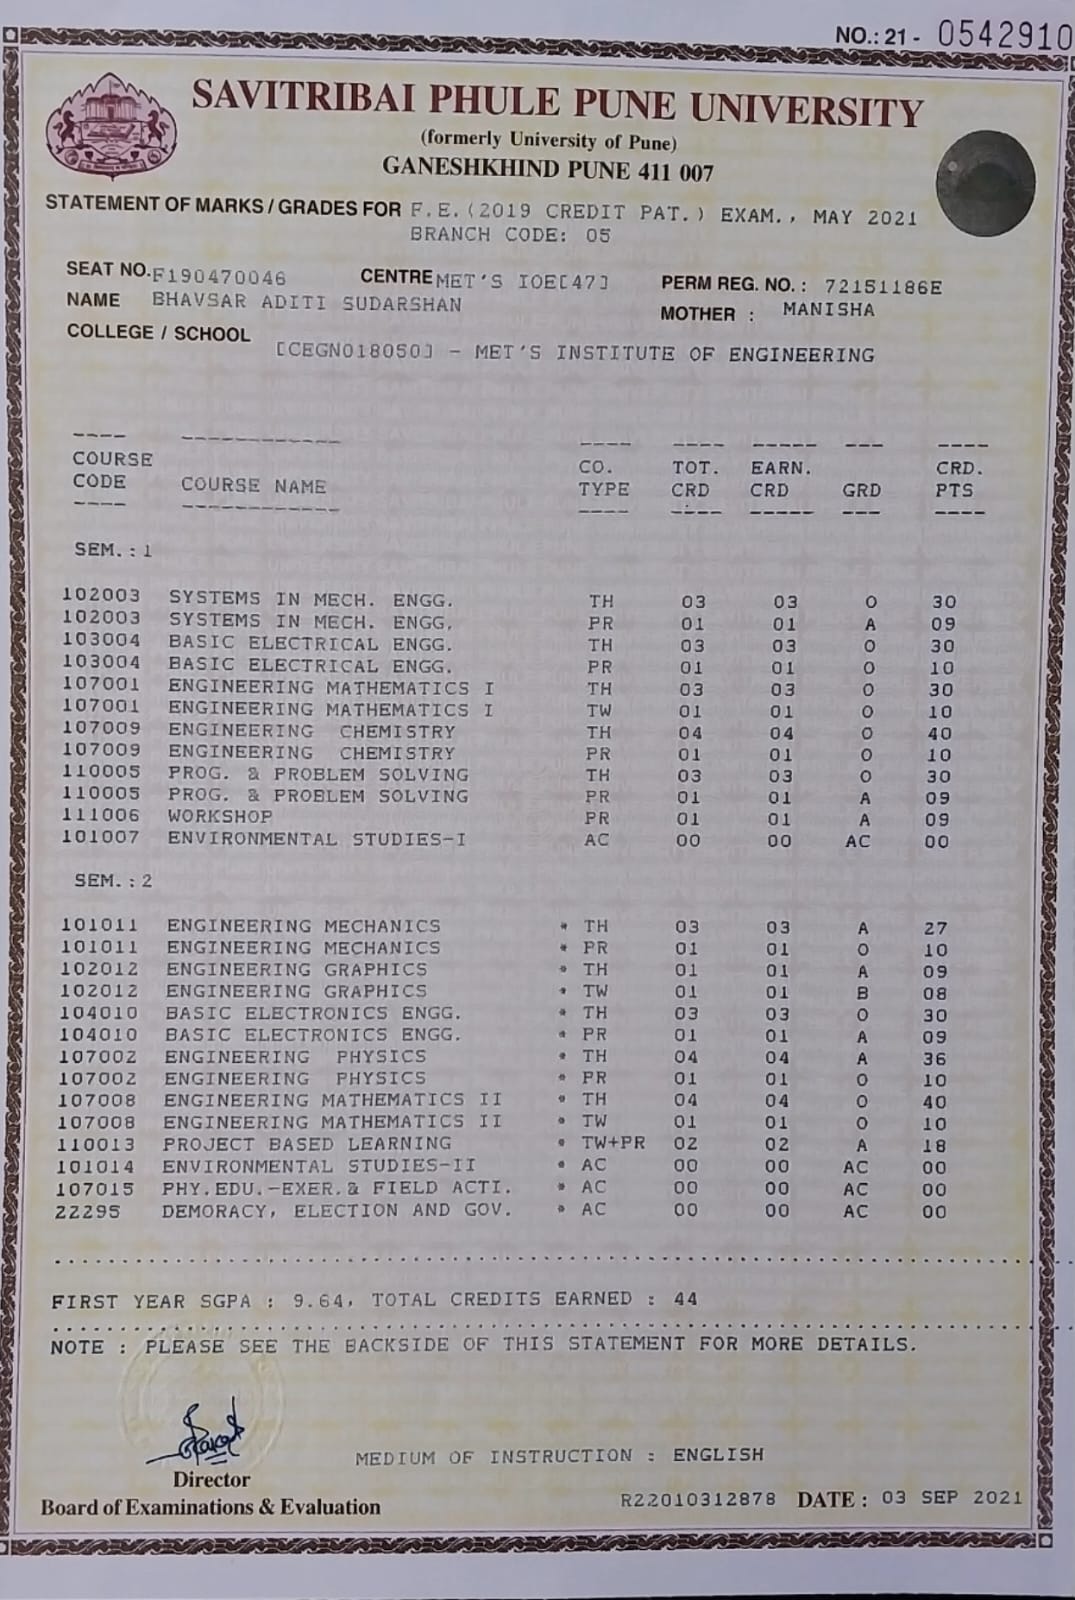 NO.: 21 - 0542910
SAVITRIBAI PHULE PUNE UNIVERSITY
(formerly University of Pune)
GANESHKHIND PUNE 411 007
STATEMENT OF MARKS / GRADES FOR F.E.(2019 CREDIT PAT.) EXAM., MAY 2021
BRANCH CODE: 05
SEAT NO. F190470046 CENTRE MET'S IOE[47] PERM REG. NO. : 72151186E
NAME BHAVSAR ADITI SUDARSHAN MOTHER : MANISHA
COLLEGE / SCHOOL
[CEGN018050] - MET'S INSTITUTE OF ENGINEERING
COURSE CO. TOT. EARN. CRD.
CODE COURSE NAME TYPE CRD CRD GRD PTS
SEM.:1
102003 SYSTEMS IN MECH. ENGG. TH 03 03 O 30
102003 SYSTEMS IN MECH. ENGG. PR 01 01 A 09
103004 BASIC ELECTRICAL ENGG. TH 03 03 O 30
103004 BASIC ELECTRICAL ENGG. PR 01 01 O 10
107001 ENGINEERING MATHEMATICS I TH 03 03 O 30
107001 ENGINEERING MATHEMATICS I TW 01 01 O 10
107009 ENGINEERING CHEMISTRY TH 04 04 O 40
107009 ENGINEERING CHEMISTRY PR 01 01 O 10
110005 PROG. & PROBLEM SOLVING TH 03 03 O 30
110005 PROG. & PROBLEM SOLVING PR 01 01 A 09
111006 WORKSHOP PR 01 01 A 09
101007 ENVIRONMENTAL STUDIES-I AC 00 00 AC 00
SEM.:2
101011 ENGINEERING MECHANICS * TH 03 03 A 27
101011 ENGINEERING MECHANICS * PR 01 01 O 10
102012 ENGINEERING GRAPHICS * TH 01 01 A 09
102012 ENGINEERING GRAPHICS * TW 01 01 B 08
104010 BASIC ELECTRONICS ENGG. * TH 03 03 O 30
104010 BASIC ELECTRONICS ENGG. * PR 01 01 A 09
107002 ENGINEERING PHYSICS * TH 04 04 A 36
107002 ENGINEERING PHYSICS * PR 01 01 O 10
107008 ENGINEERING MATHEMATICS II * TH 04 04 O 40
107008 ENGINEERING MATHEMATICS II * TW 01 01 O 10
110013 PROJECT BASED LEARNING * TW+PR 02 02 A 18
101014 ENVIRONMENTAL STUDIES-II * AC 00 00 AC 00
107015 PHY.EDU.-EXER.& FIELD ACTI. * AC 00 00 AC 00
22295 DEMORACY, ELECTION AND GOV. * AC 00 00 AC 00
FIRST YEAR SGPA : 9.64, TOTAL CREDITS EARNED : 44
NOTE : PLEASE SEE THE BACKSIDE OF THIS STATEMENT FOR MORE DETAILS.
MEDIUM OF INSTRUCTION : ENGLISH
Director
Board of Examinations & Evaluation
R22010312878 DATE : 03 SEP 2021